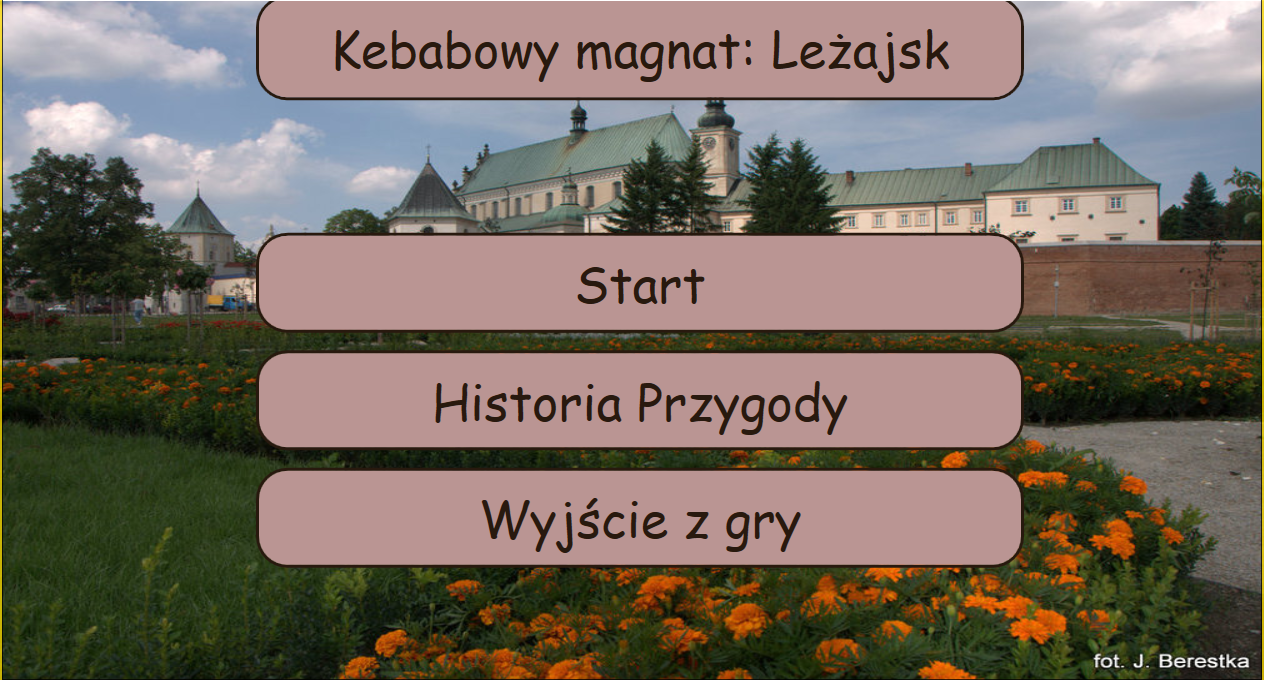 Kebabowy magnat: Leżajsk
Start
Historia Przygody
Wyjście z gry
fot. J. Berestka